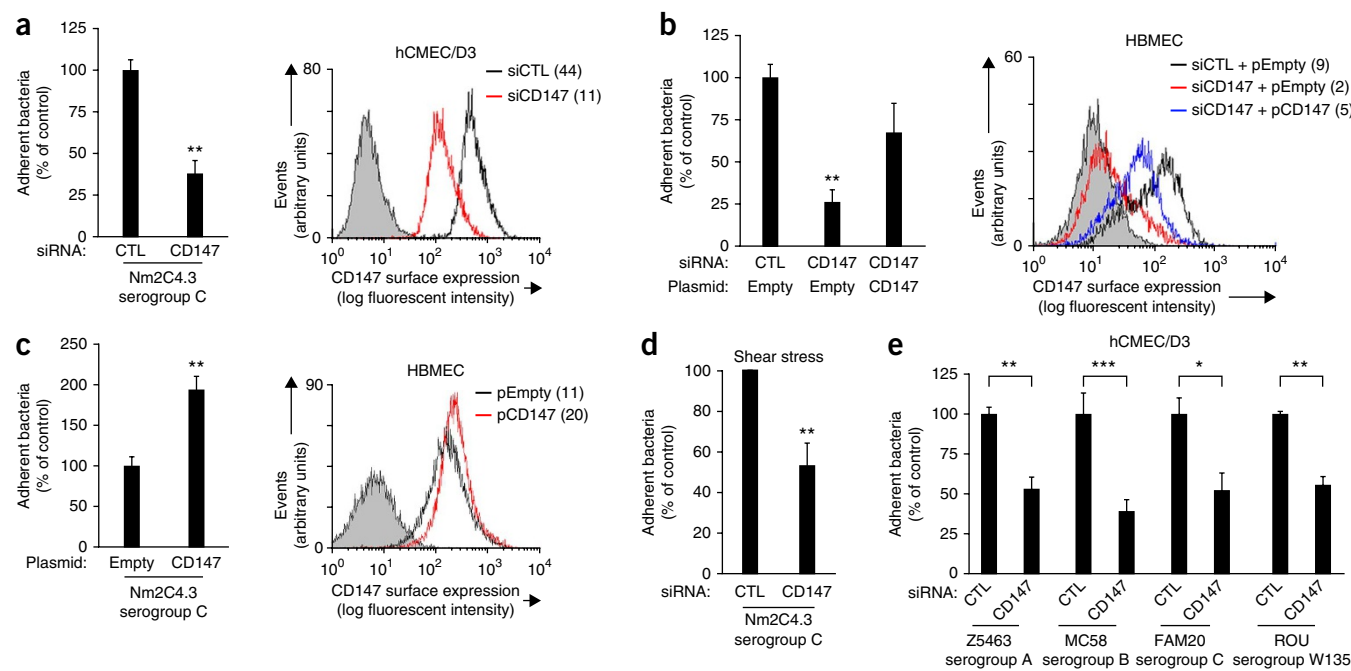 a
125
100
75
50
25
0
Adherent bacteria
(% of control)
**
siRNA: CTL CD147
Nm2C4.3
serogroup C
hCMEC/D3
siCTL (44)
siCD147 (11)
80
40
0
Events
(arbitrary units)
10⁰ 10¹ 10² 10³ 10⁴
CD147 surface expression
(log fluorescent intensity)
b
125
100
75
50
25
0
Adherent bacteria
(% of control)
**
siRNA: CTL CD147 CD147
Plasmid: Empty Empty CD147
HBMEC
siCTL + pEmpty (9)
siCD147 + pEmpty (2)
siCD147 + pCD147 (5)
60
0
Events
(arbitrary units)
10⁰ 10¹ 10² 10³ 10⁴
CD147 surface expression
(log fluorescent intensity)
c
250
200
150
100
50
0
Adherent bacteria
(% of control)
**
Plasmid: Empty CD147
Nm2C4.3
serogroup C
HBMEC
pEmpty (11)
pCD147 (20)
90
0
Events
(arbitrary units)
10⁰ 10¹ 10² 10³ 10⁴
CD147 surface expression
(log fluorescent intensity)
d
Shear stress
100
80
60
40
20
0
Adherent bacteria
(% of control)
**
siRNA: CTL CD147
Nm2C4.3
serogroup C
e
hCMEC/D3
125
100
75
50
25
0
Adherent bacteria
(% of control)
** *** * **
siRNA: CTL CD147 CTL CD147 CTL CD147 CTL CD147
Z5463 MC58 FAM20 ROU
serogroup A serogroup B serogroup C serogroup W135